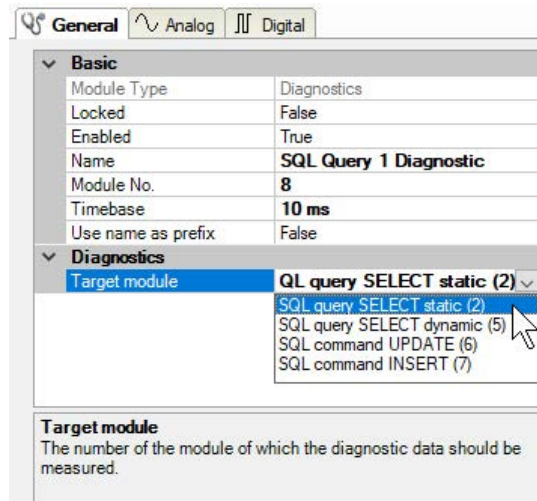 General Analog Digital
Basic
Module Type Diagnostics
Locked False
Enabled True
Name SQL Query 1 Diagnostic
Module No. 8
Timebase 10 ms
Use name as prefix False
Diagnostics
Target module QL query SELECT static (2)
SQL query SELECT static (2)
SQL query SELECT dynamic (5)
SQL command UPDATE (6)
SQL command INSERT (7)
Target module
The number of the module of which the diagnostic data should be
measured.